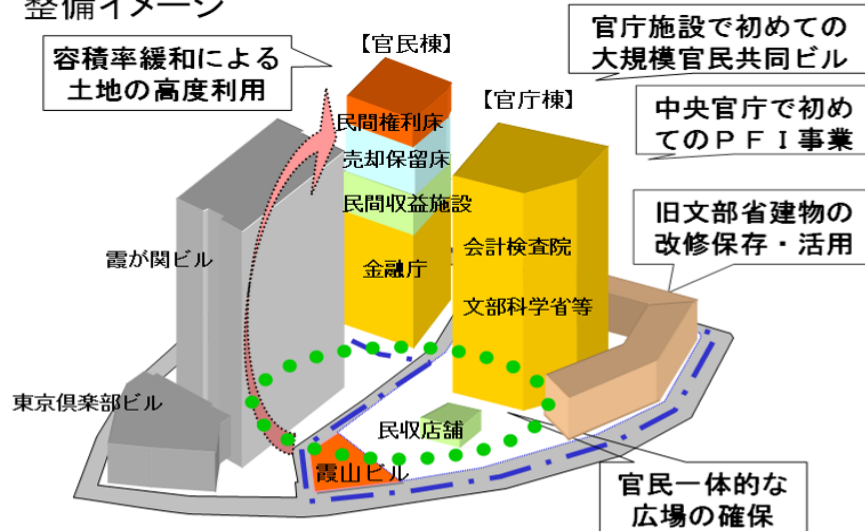 整備イメージ
容積率緩和による
土地の高度利用
【官民棟】
官庁施設で初めての
大規模官民共同ビル
【官庁棟】
中央官庁で初め
てのＰＦＩ事業
民間権利床
売却保留床
民間収益施設
旧文部省建物の
改修保存・活用
霞が関ビル
金融庁
会計検査院
文部科学省等
東京倶楽部ビル
民収店舗
霞山ビル
官民一体的な
広場の確保